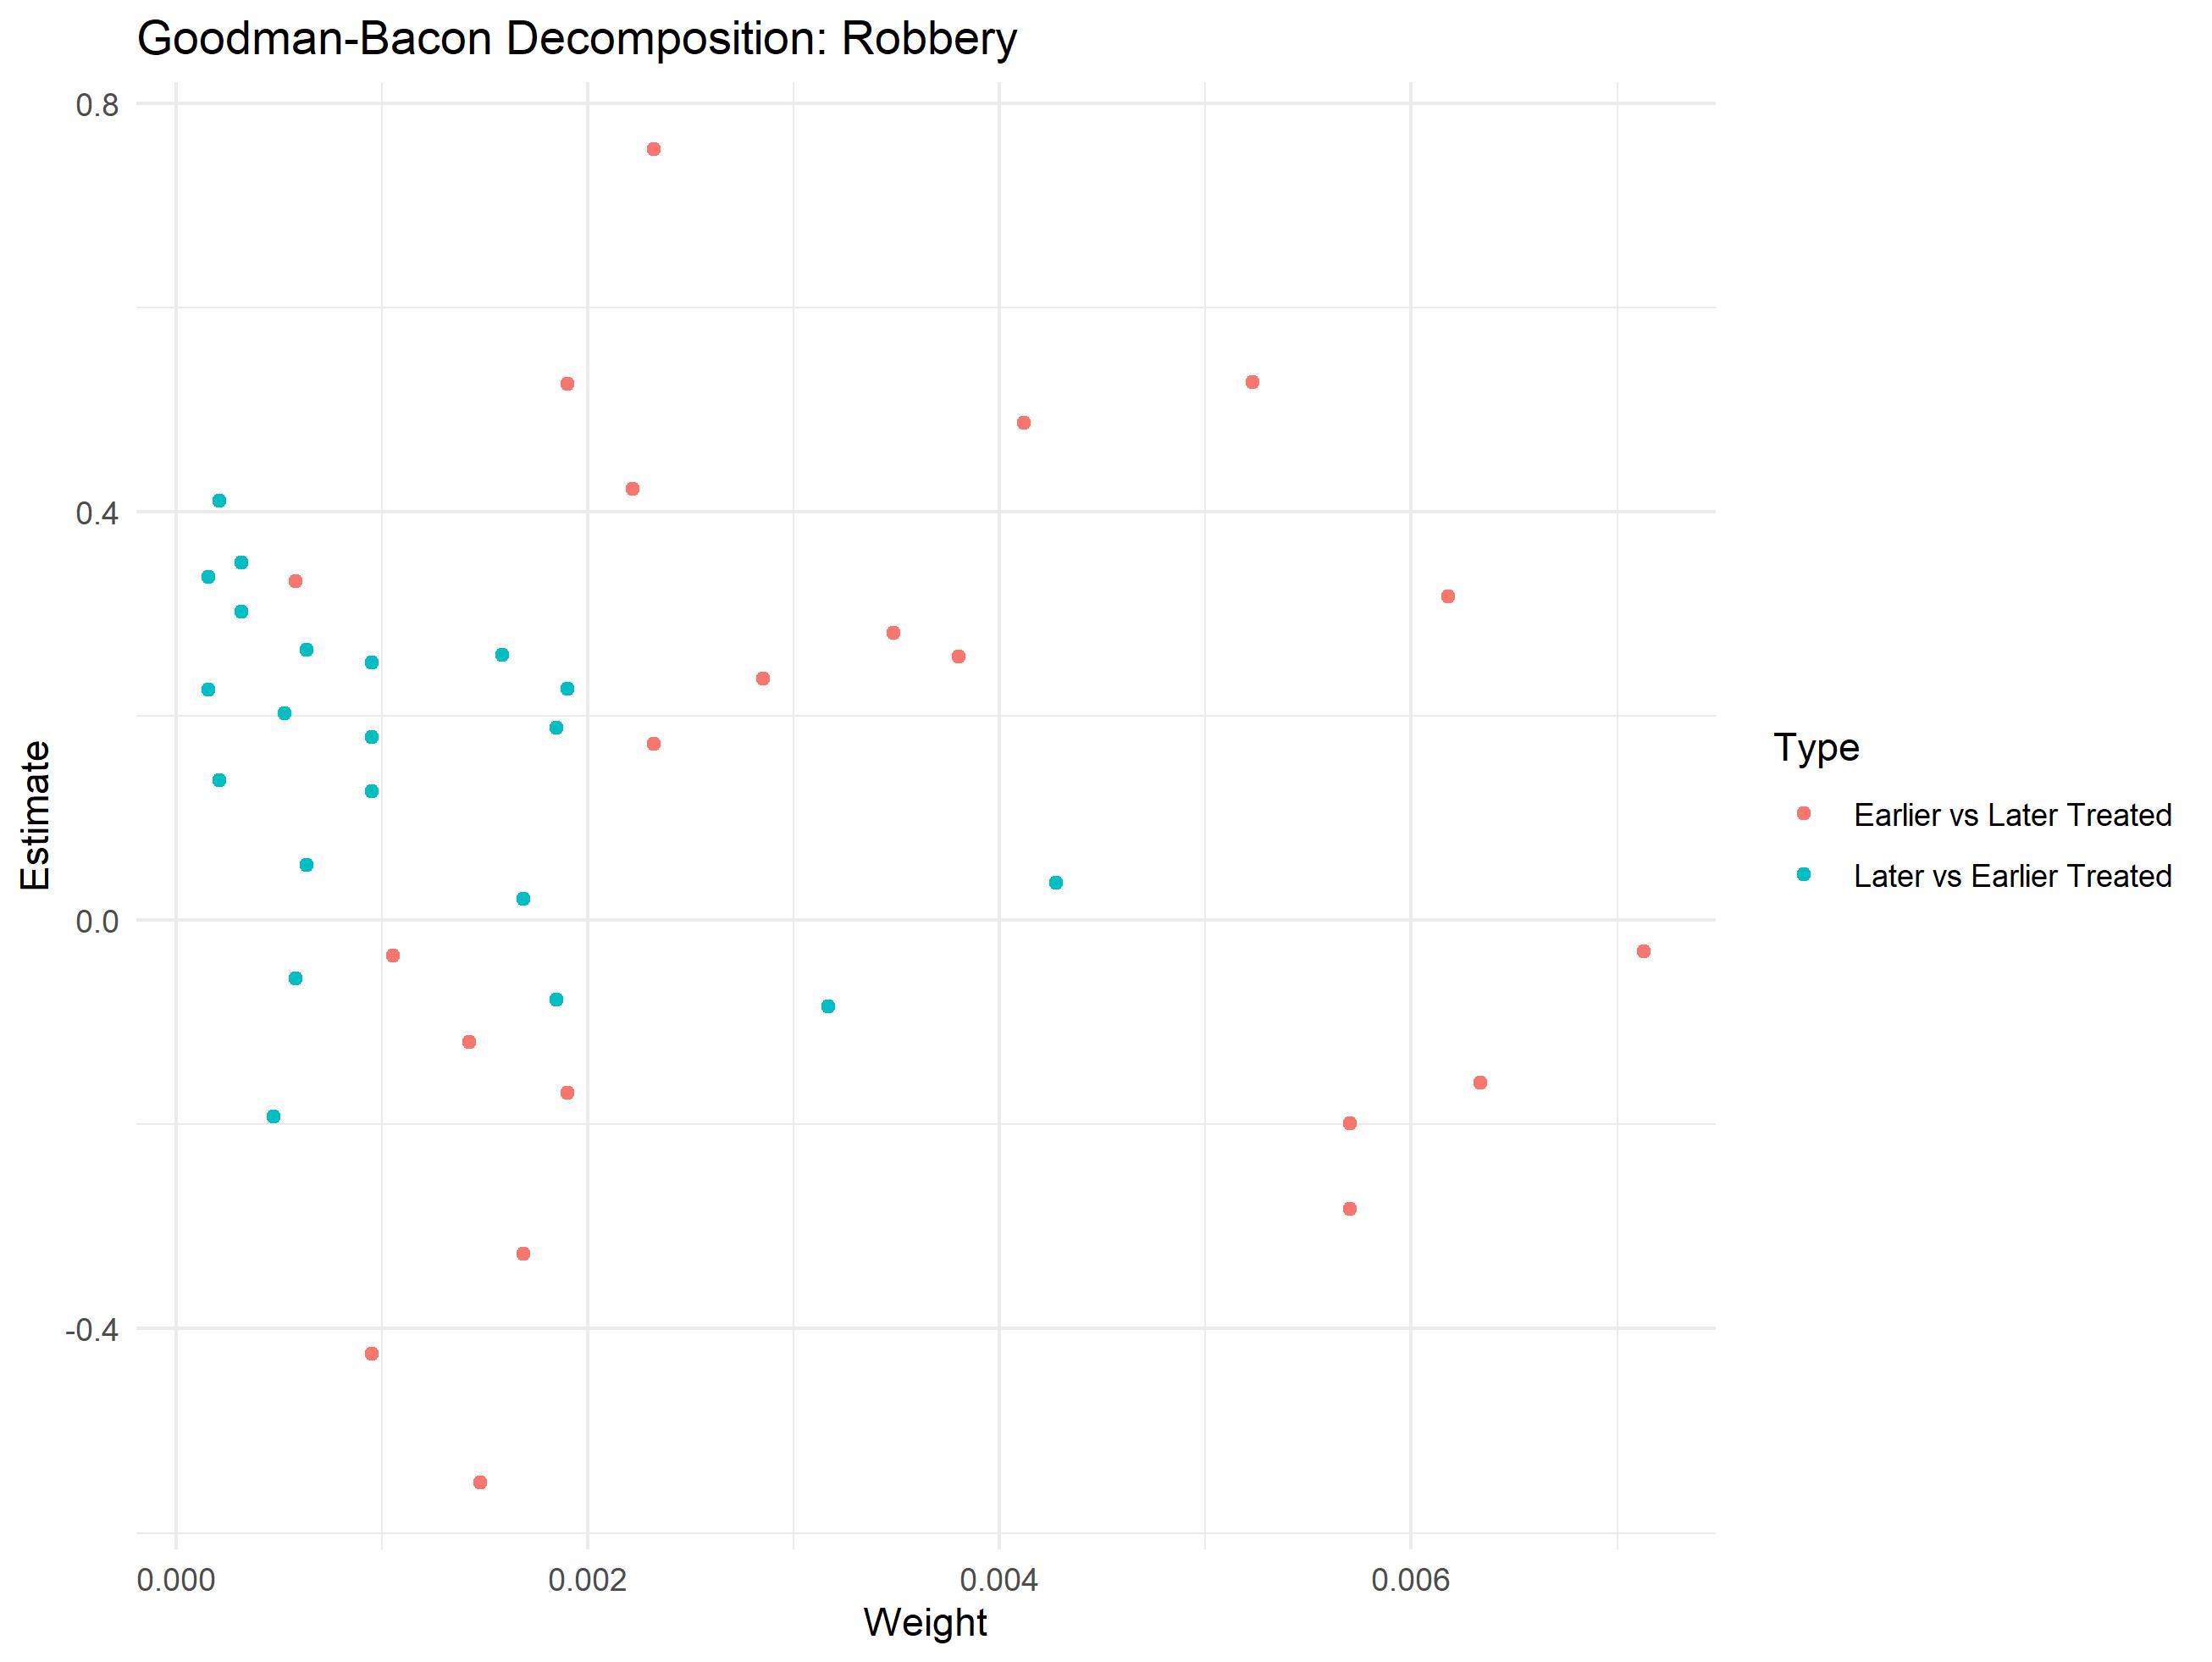 Goodman-Bacon Decomposition: Robbery
0.8
0.4
0.0
-0.4
Estimate
0.000
0.002
0.004
0.006
Weight
Type
Earlier vs Later Treated
Later vs Earlier Treated